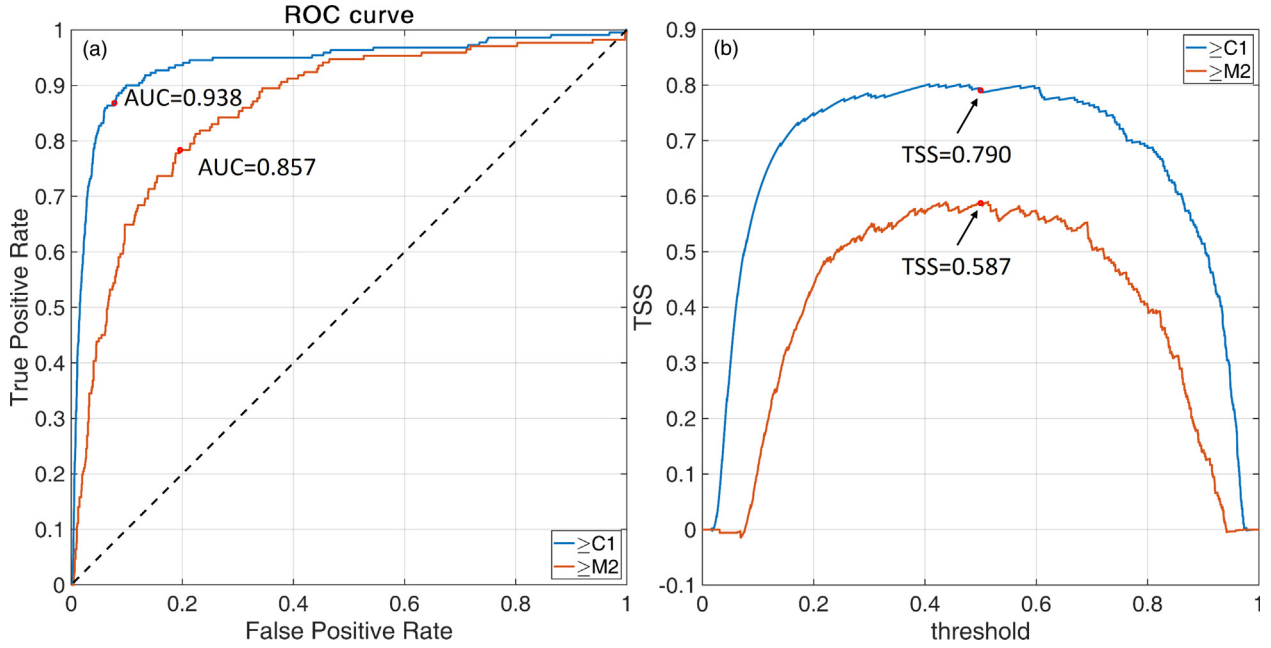 ROC curve
(a)
1
0.9
0.8
0.7
0.6
0.5
0.4
0.3
0.2
0.1
0
True Positive Rate
AUC=0.938
AUC=0.857
≥C1
≥M2
0
0.2
0.4
0.6
0.8
1
False Positive Rate
(b)
0.9
0.8
0.7
0.6
0.5
0.4
0.3
0.2
0.1
0
-0.1
TSS
≥C1
≥M2
TSS=0.790
TSS=0.587
0
0.2
0.4
0.6
0.8
1
threshold